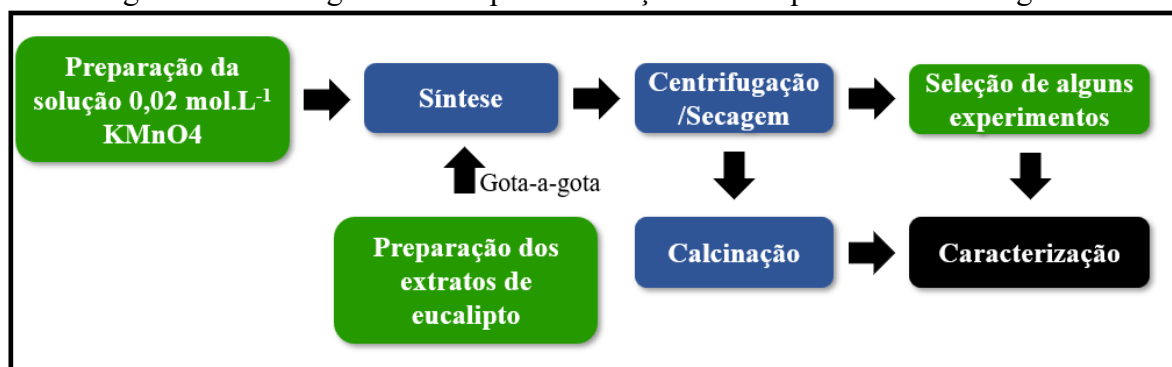 Preparação da
solução 0,02 mol.L⁻¹
KMnO4
Síntese
Centrifugação
/Secagem
Seleção de alguns
experimentos
Gota-a-gota
Preparação dos
extratos de
eucalipto
Calcinação
Caracterização